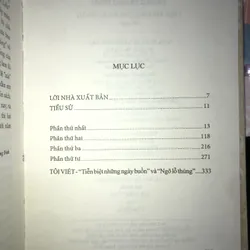 MỤC LỤC
LỜI NHÀ XUẤT BẢN 7
TIỂU SỬ 11
Phần thứ nhất 13
Phần thứ hai 118
Phần thứ ba 216
Phần thứ tư 271
TÔI VIẾT - "Tiễn biệt những ngày buồn" và "Ngõ lỗ thủng"....333